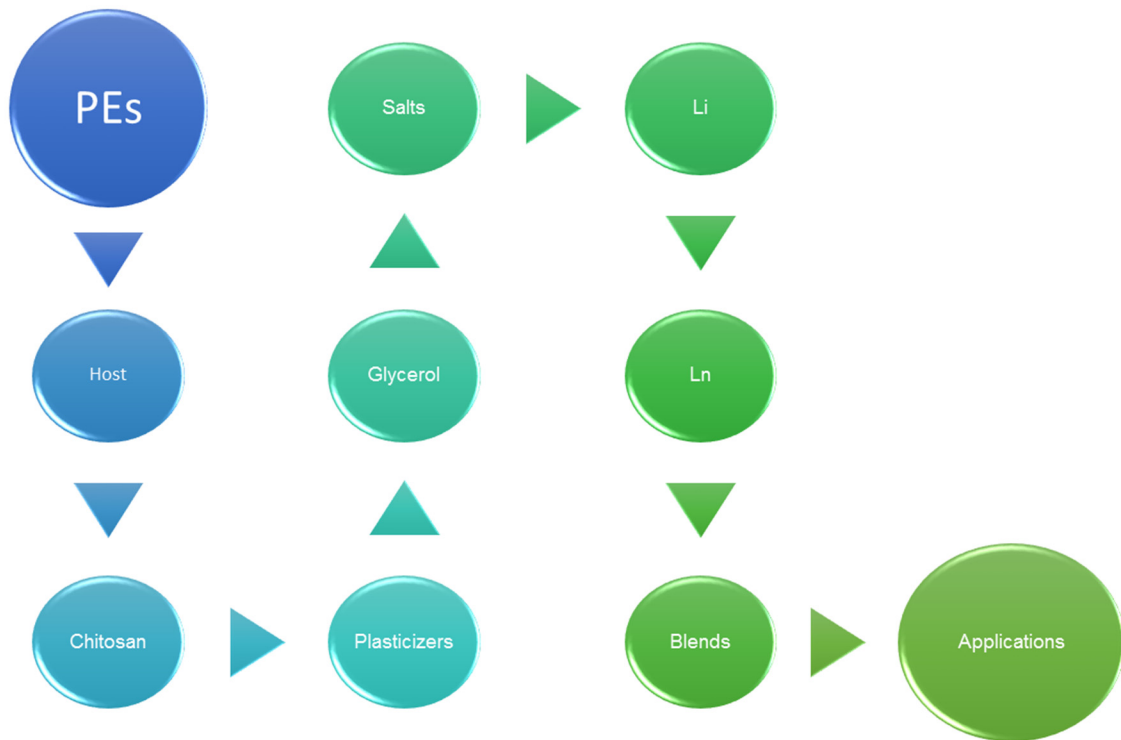 PEs
Host
Chitosan
Plasticizers
Glycerol
Salts
Li
Ln
Blends
Applications